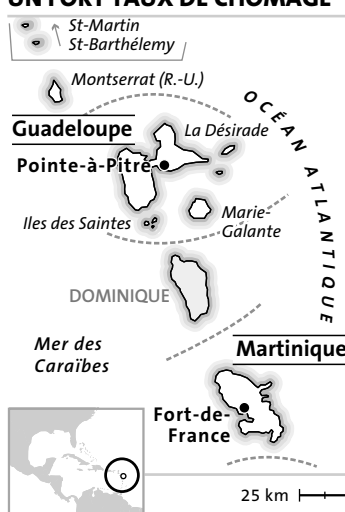 UN FORT TAUX DE CHÔMAGE
St-Martin
St-Barthélemy
Montserrat (R.-U.)
OCÉAN ATLANTIQUE
Guadeloupe
La Désirade
Pointe-à-Pitre
Iles des Saintes
Marie-
Galante
DOMINIQUE
Mer des
Caraïbes
Martinique
Fort-de-
France
25 km